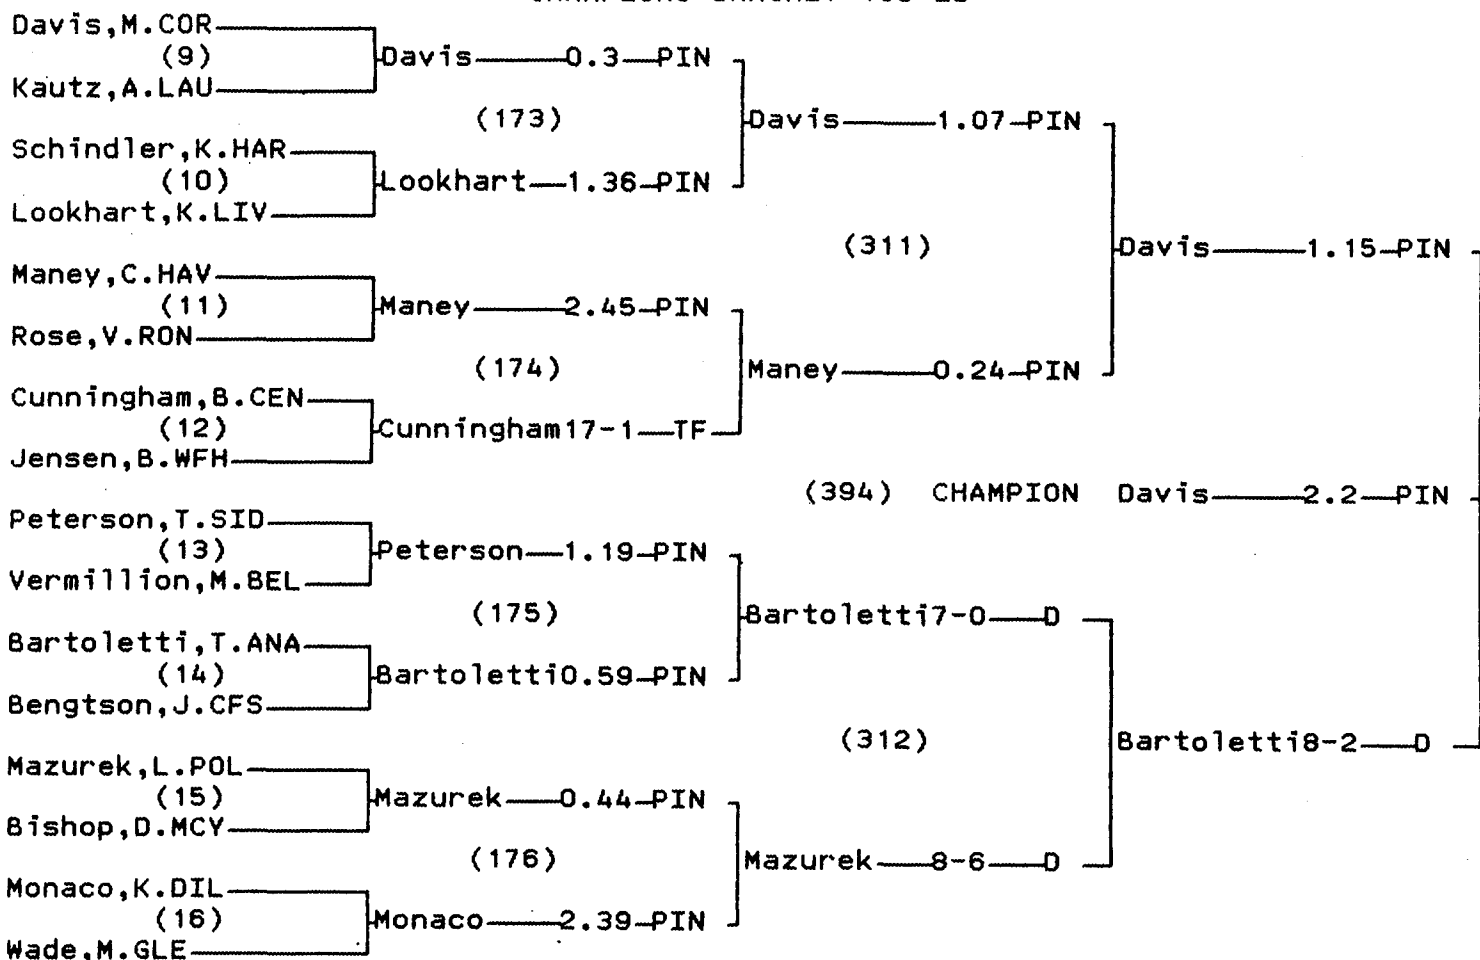 Davis,M.COR
(9) Davis 0.3 PIN
Kautz,A.LAU
(173) Davis 1.07 PIN
Schindler,K.HAR
(10) Lookhart 1.36 PIN
Lookhart,K.LIV
(311) Davis 1.15 PIN
Maney,C.HAV
(11) Maney 2.45 PIN
Rose,V.RON
(174) Maney 0.24 PIN
Cunningham,B.CEN
(12) Cunningham17-1 TF
Jensen,B.WFH
(394) CHAMPION Davis 2.2 PIN
Peterson,T.SID
(13) Peterson 1.19 PIN
Vermillion,M.BEL
(175) Bartoletti7-0 D
Bartoletti,T.ANA
(14) Bartoletti0.59 PIN
Bengtson,J.CFS
(312) Bartoletti8-2 D
Mazurek,L.POL
(15) Mazurek 0.44 PIN
Bishop,D.MCY
(176) Mazurek 8-6 D
Monaco,K.DIL
(16) Monaco 2.39 PIN
Wade,M.GLE